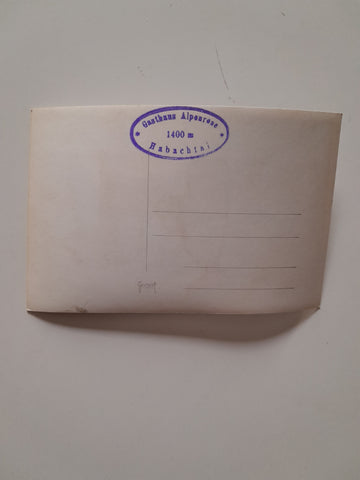 Gasthaus Alpenrose
* 1400 m *
Habachtal